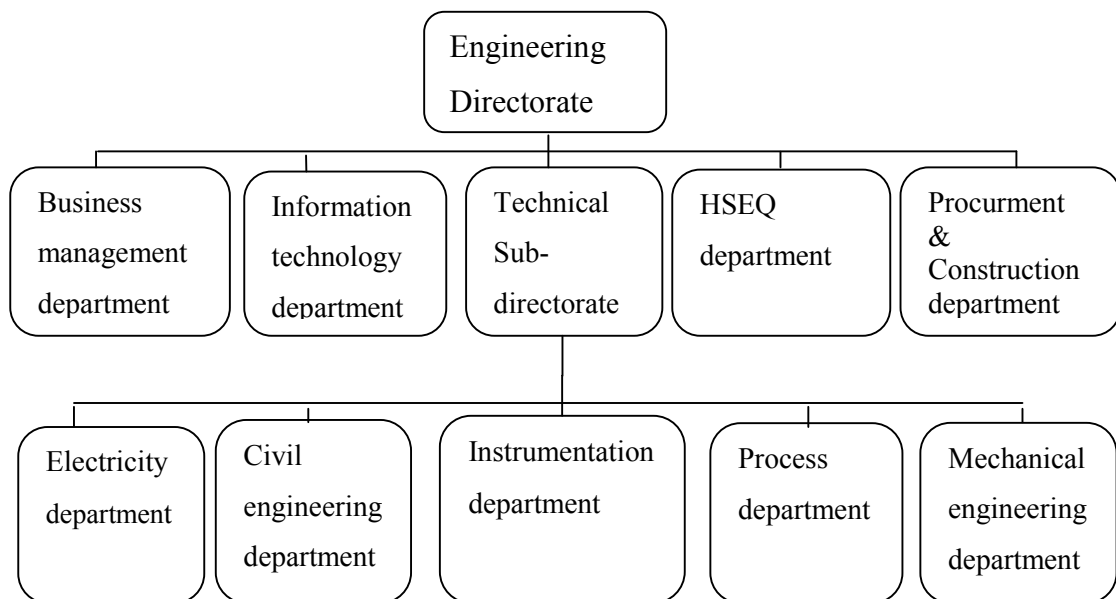 Engineering
Directorate
Business
management
department
Information
technology
department
Technical
Sub-
directorate
HSEQ
department
Procurment
&
Construction
department
Electricity
department
Civil
engineering
department
Instrumentation
department
Process
department
Mechanical
engineering
department